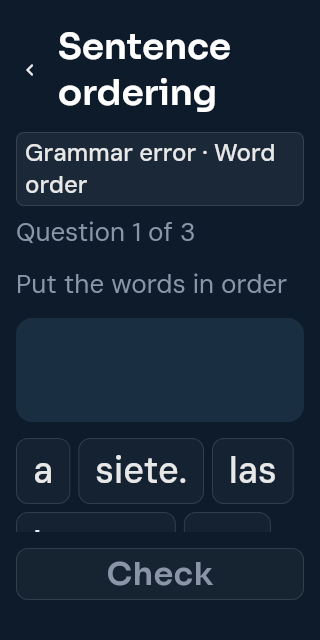 Sentence
ordering
Grammar error · Word
order
Question 1 of 3
Put the words in order
a siete. las
Check